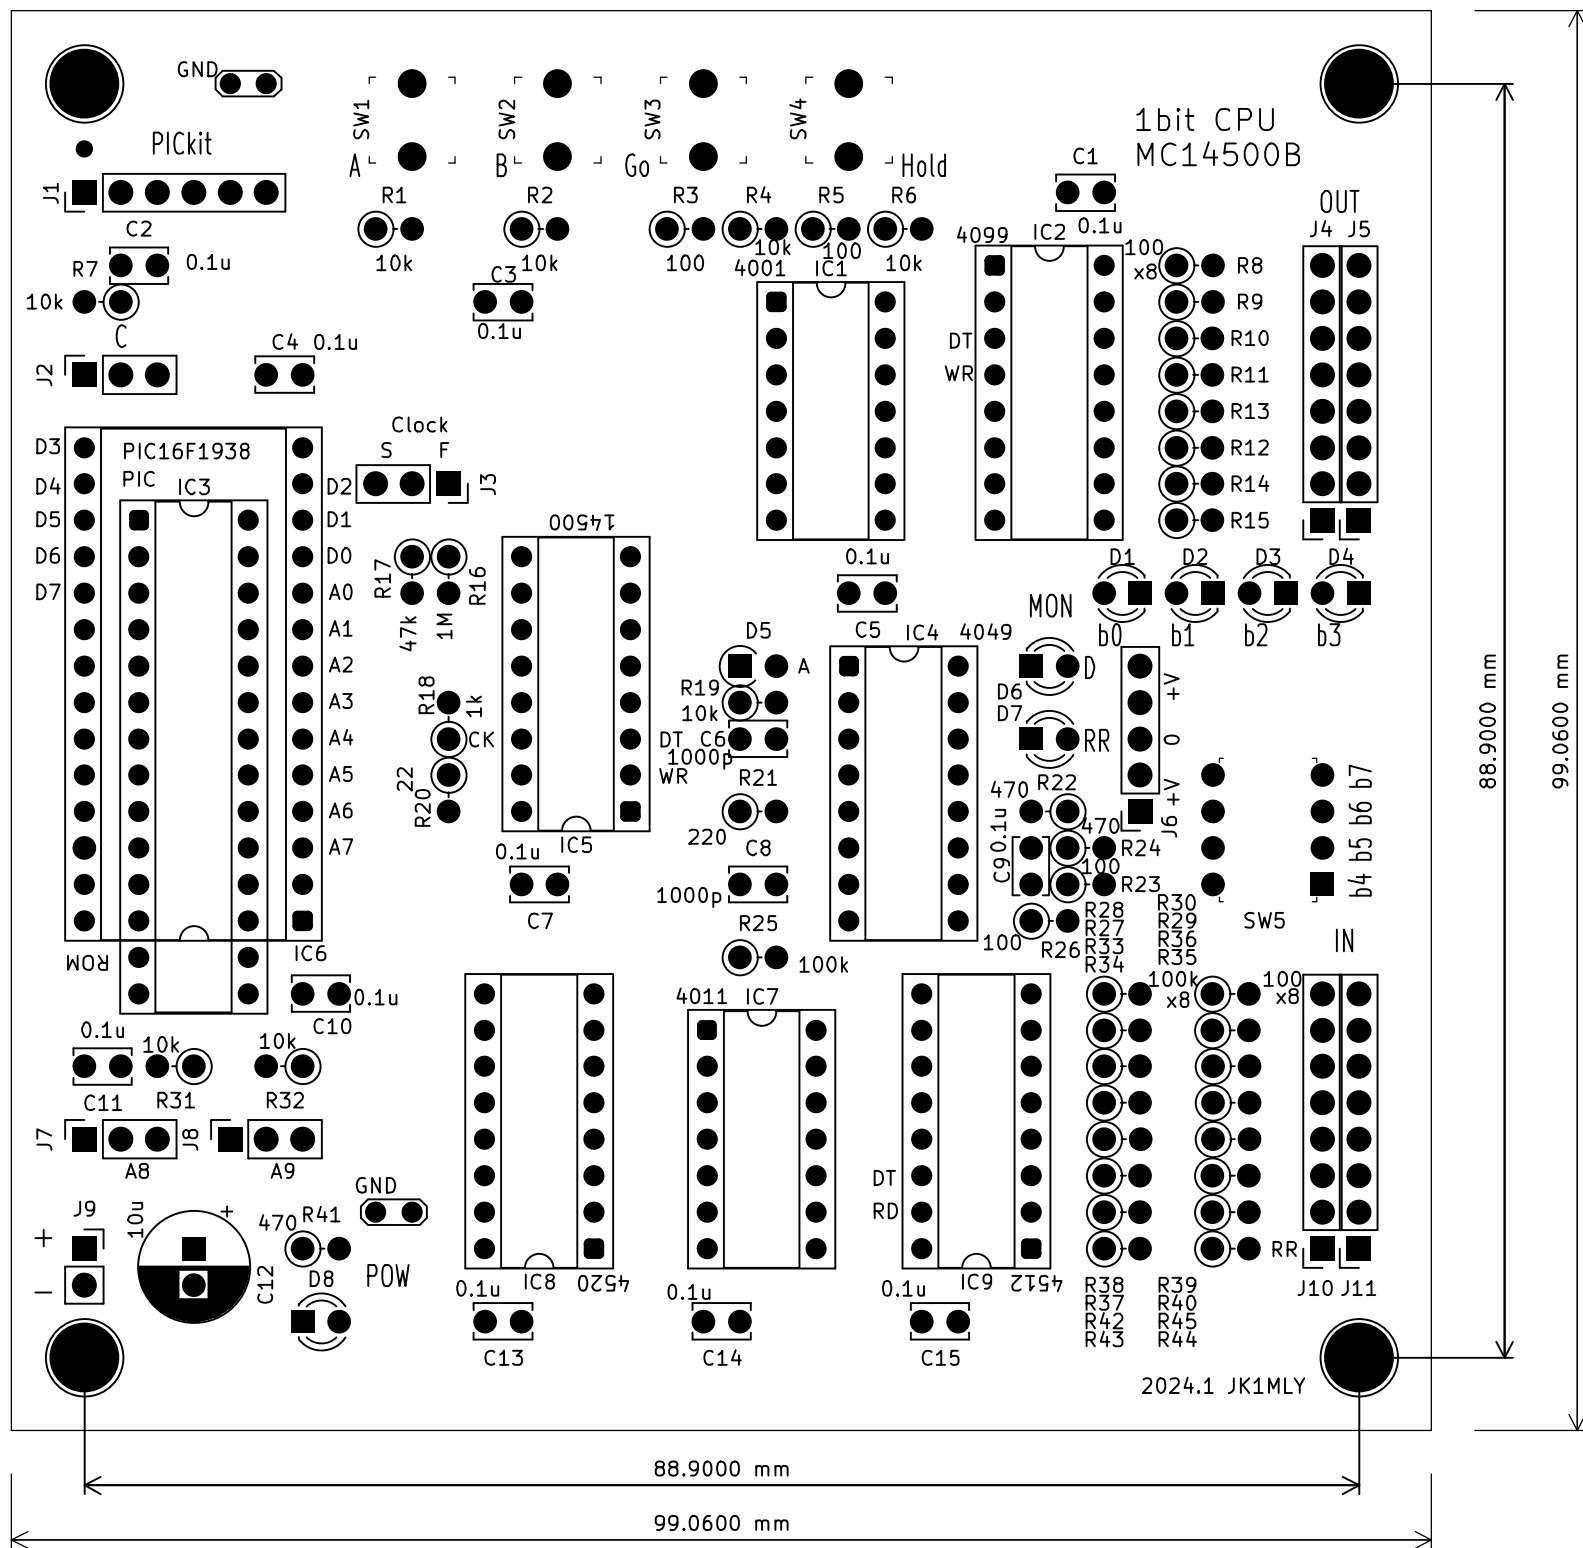 GND
PICkit
J1
SW1
A
SW2
B
SW3
Go
SW4
Hold
1bit CPU
MC14500B
C1
0.1u
OUT
J4 J5
R1
10k
R2
10k
R3
100
R4
10k
R5
100
R6
10k
C2
0.1u
R7
10k
C
J2
C3
0.1u
C4 0.1u
4001 IC1
4099 IC2
DT
WR
100
x8
R8
R9
R10
R11
R13
R12
R14
R15
Clock
S F
J3
PIC16F1938
PIC
IC3
D3
D4
D5
D6
D7
D2
D1
D0
A0
A1
A2
A3
A4
A5
A6
A7
ROM
IC6
14500
R17
47k
R16
1M
R18
1k
CK
22
R20
DT
WR
IC5
0.1u
C7
0.1u
C5
IC4 4049
D5
A
R19
10k
C6
1000p
R21
220
C8
1000p
R25
100k
MON
D6
D
D7
RR
D1
b0
D2
b1
D3
b2
D4
b3
+V
0
+V
J6
R22
470
0.1u
C9
470
R24
100
R23
100
R26
b7
b6
b5
b4
SW5
R28
R27
R33
R34
R30
R29
R36
R35
IN
100k
x8
100
x8
0.1u
C10
0.1u
C11
10k
R31
10k
R32
J7
A8
J8
A9
J9
+
−
10u
+
C12
GND
470
R41
D8
POW
4011 IC7
DT
RD
IC8 4520
0.1u
C13
0.1u
C14
IC9 4512
0.1u
C15
RR
J10 J11
R38
R37
R42
R43
R39
R40
R45
R44
2024.1 JK1MLY
88.9000 mm
99.0600 mm
88.9000 mm
99.0600 mm